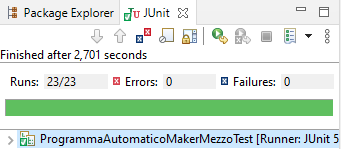 Package Explorer JUnit
Finished after 2,701 seconds
Runs: 23/23 Errors: 0 Failures: 0
ProgrammaAutomaticoMakerMezzoTest [Runner: JUnit 5